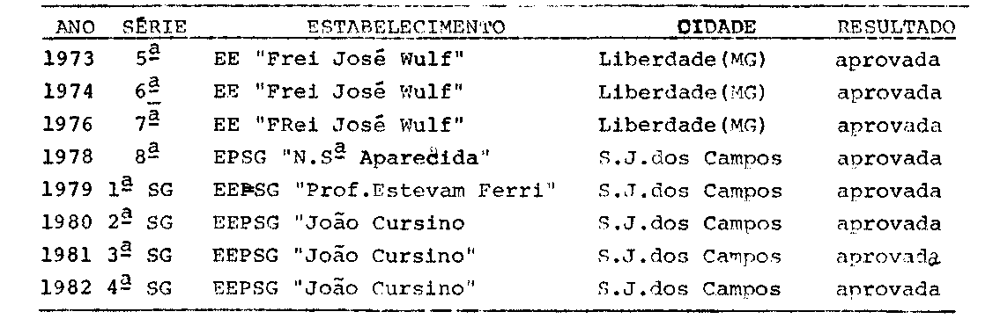 ANO SÉRIE ESTABELECIMENTO CIDADE RESULTADO
1973 5ª EE "Frei José Wulf" Liberdade(MG) aprovada
1974 6ª EE "Frei José Wulf" Liberdade(MG) aprovada
1976 7ª EE "FRei José Wulf" Liberdade(MG) aprovada
1978 8ª EPSG "N.Sª Aparecida" S.J.dos Campos aprovada
1979 1ª SG EEPSG "Prof.Estevam Ferri" S.J.dos Campos aprovada
1980 2ª SG EEPSG "João Cursino S.J.dos Campos aprovada
1981 3ª SG EEPSG "João Cursino" S.J.dos Campos aprovada
1982 4ª SG EEPSG "João Cursino" S.J.dos Campos aprovada